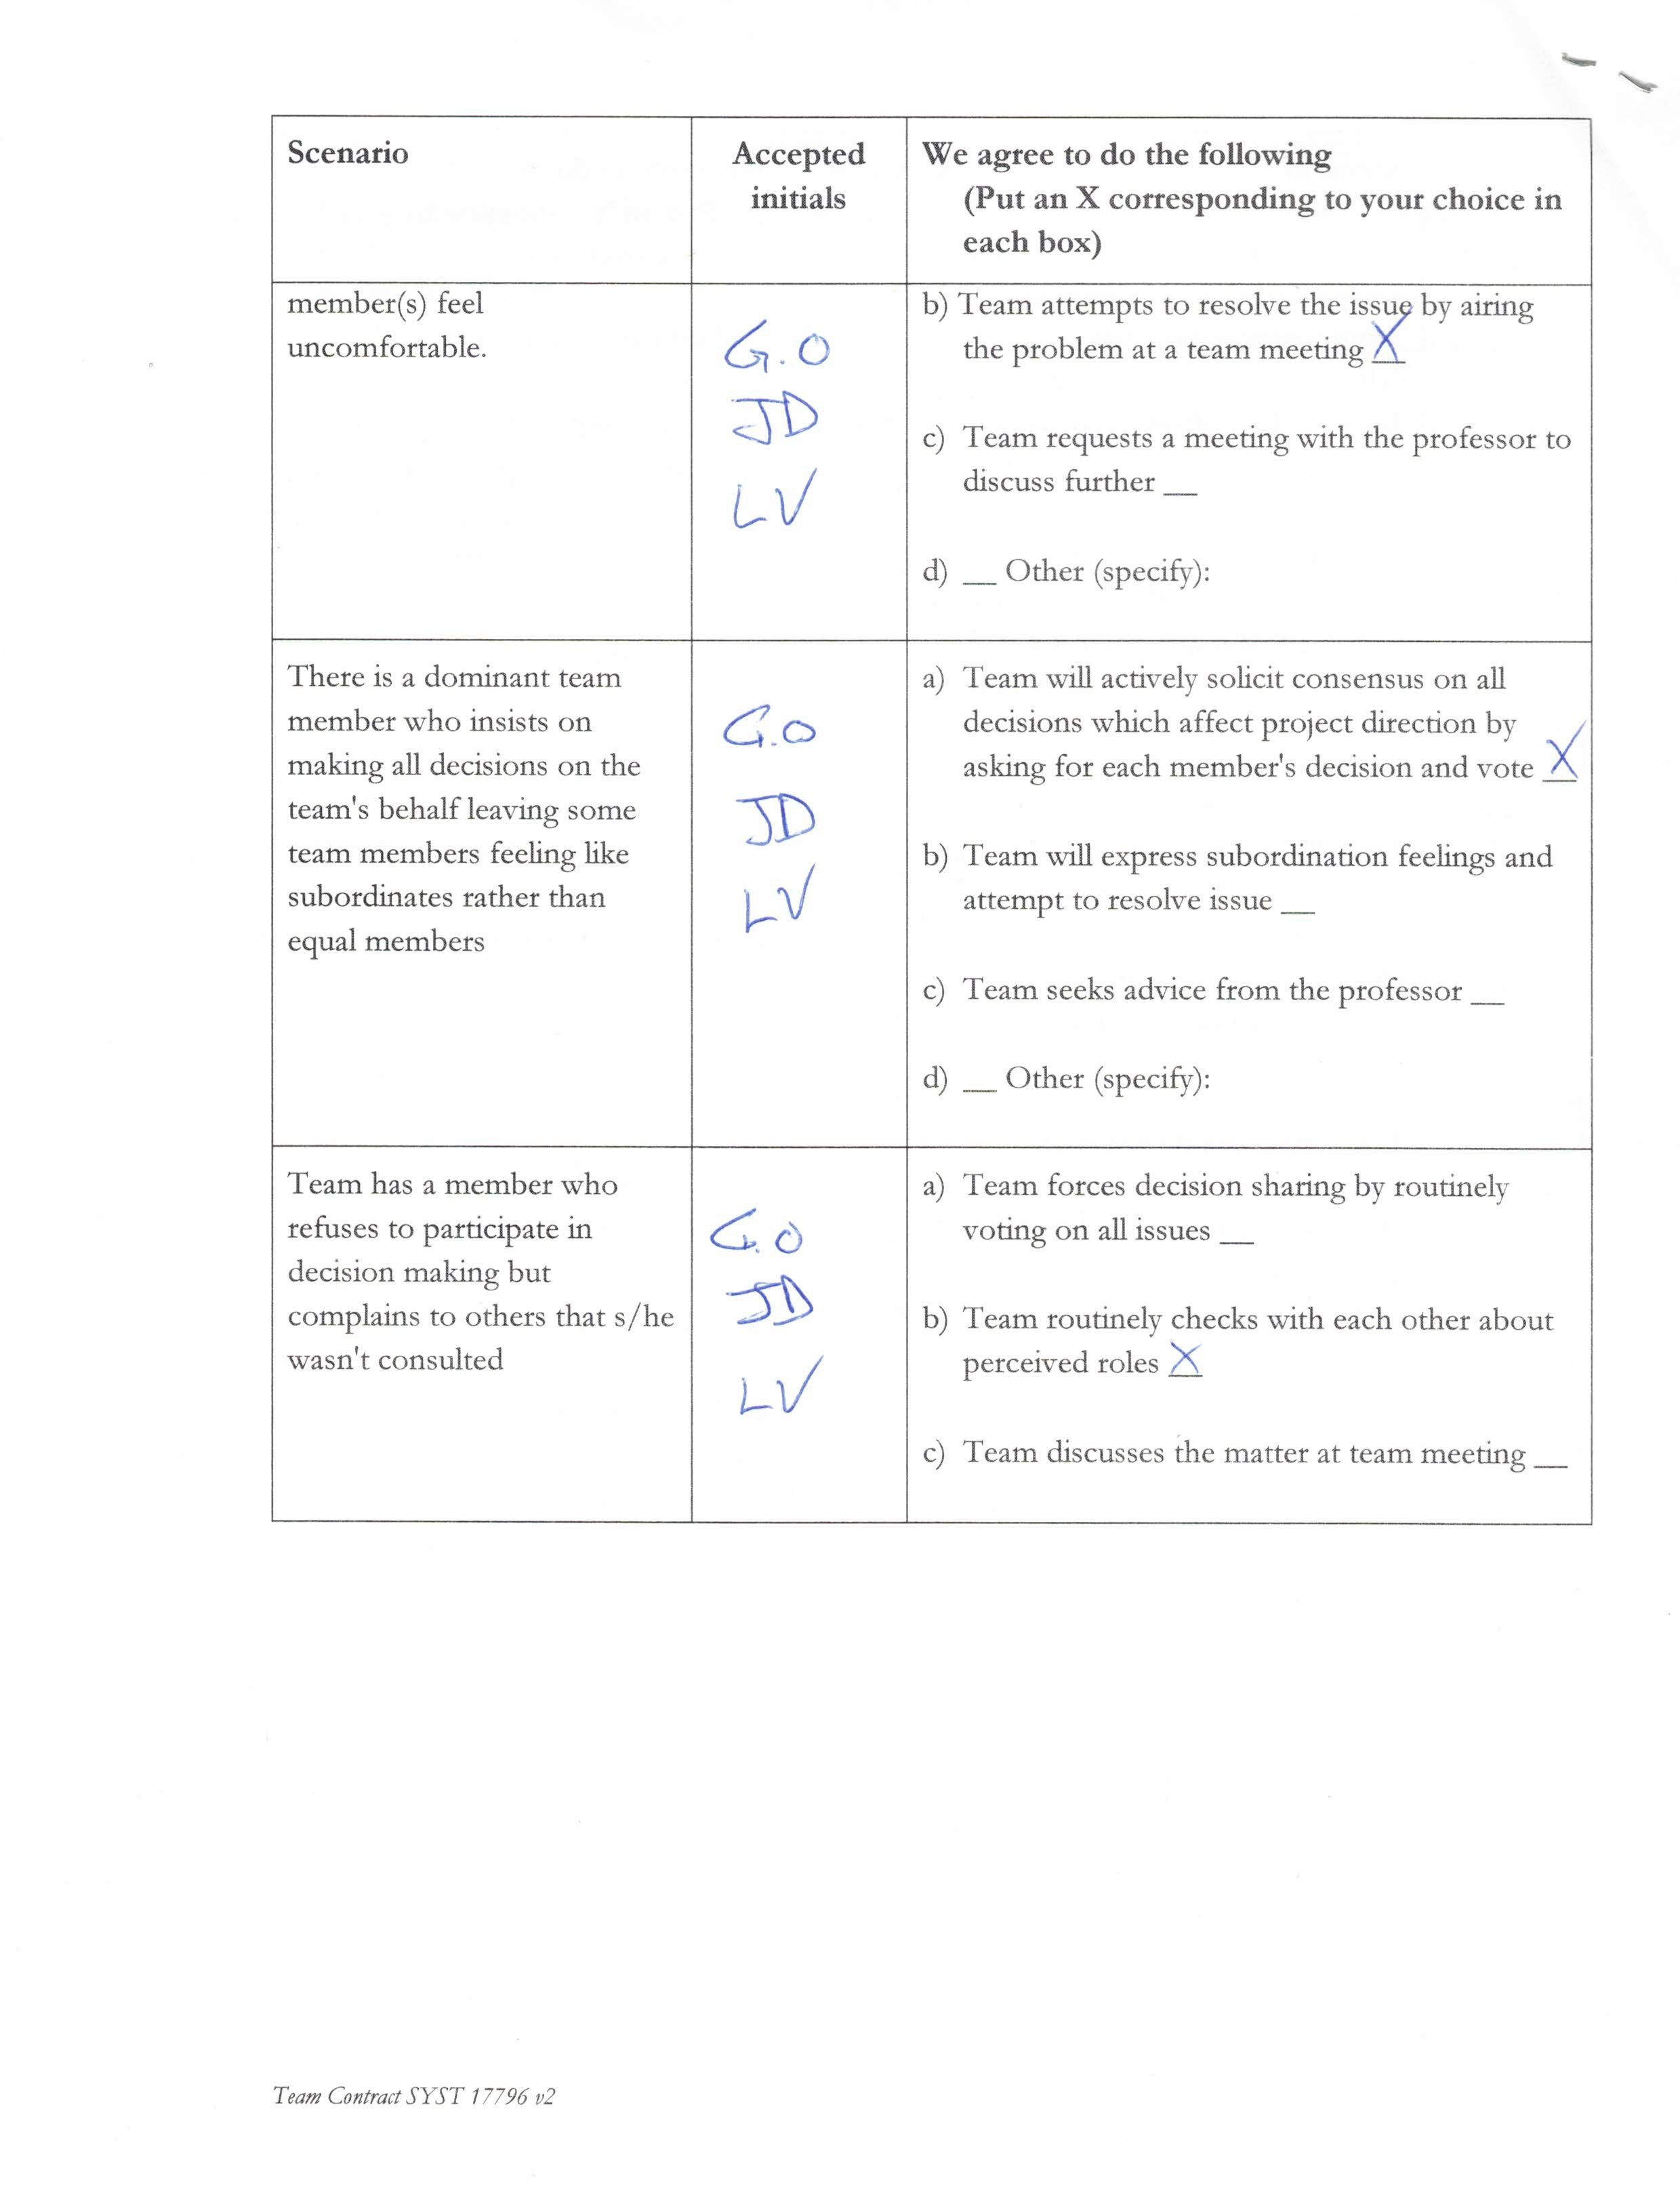 Scenario
Accepted
initials
We agree to do the following
(Put an X corresponding to your choice in
each box)
member(s) feel
uncomfortable.
G.O
JD
LV
b) Team attempts to resolve the issue by airing
the problem at a team meeting X
c) Team requests a meeting with the professor to
discuss further __
d) __ Other (specify):
There is a dominant team
member who insists on
making all decisions on the
team's behalf leaving some
team members feeling like
subordinates rather than
equal members
G.O
JD
LV
a) Team will actively solicit consensus on all
decisions which affect project direction by
asking for each member's decision and vote X
b) Team will express subordination feelings and
attempt to resolve issue __
c) Team seeks advice from the professor __
d) __ Other (specify):
Team has a member who
refuses to participate in
decision making but
complains to others that s/he
wasn't consulted
G.O
JD
LV
a) Team forces decision sharing by routinely
voting on all issues __
b) Team routinely checks with each other about
perceived roles X
c) Team discusses the matter at team meeting __
Team Contract SYST 17796 v2